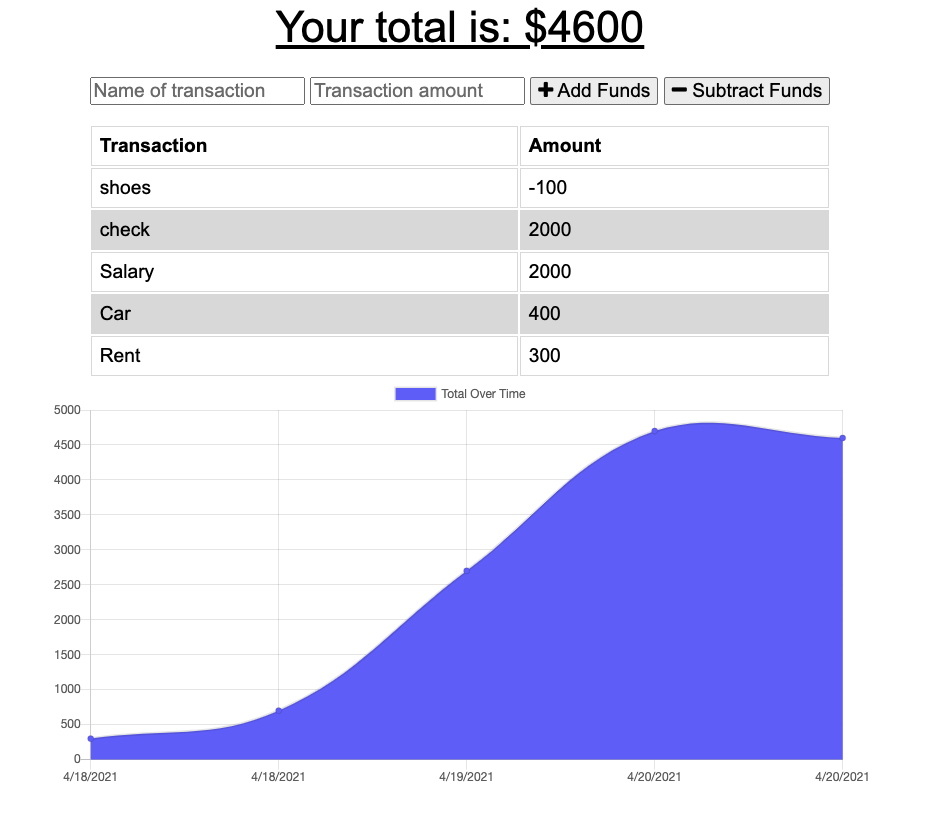 Your total is: $4600
Name of transaction Transaction amount + Add Funds − Subtract Funds
Transaction Amount
shoes -100
check 2000
Salary 2000
Car 400
Rent 300
Total Over Time
5000
4500
4000
3500
3000
2500
2000
1500
1000
500
0
4/18/2021 4/18/2021 4/19/2021 4/20/2021 4/20/2021